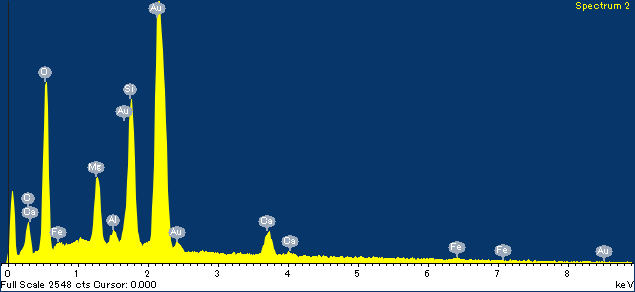 Spectrum 2
Au
O
Si
Au
Mg
C
Ca
Al
Fe
Au
Ca
Ca
Fe
Fe
Au
0 1 2 3 4 5 6 7 8
Full Scale 2548 cts Cursor: 0.000 keV